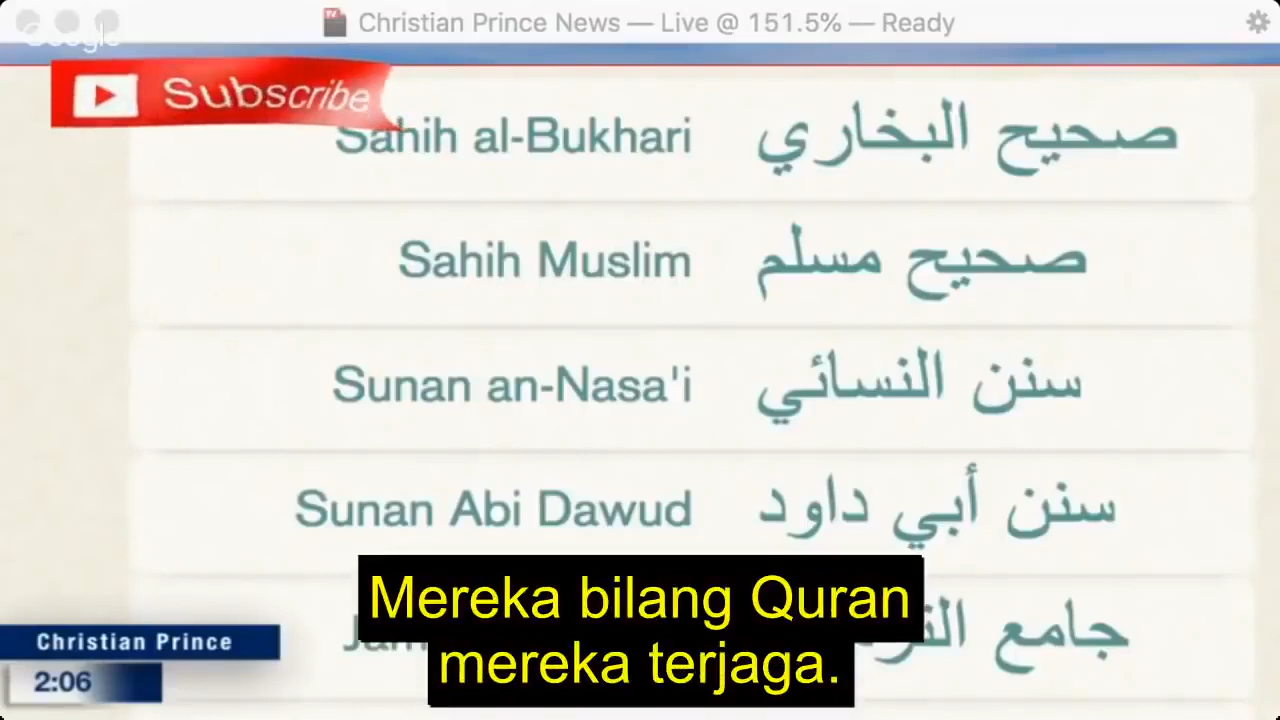 Christian Prince News — Live @ 151.5% — Ready
Google
Subscribe
Sahih al-Bukhari صحيح البخاري
Sahih Muslim صحيح مسلم
Sunan an-Nasa'i سنن النسائي
Sunan Abi Dawud سنن أبي داود
جامع
Mereka bilang Quran
mereka terjaga.
Christian Prince
2:06